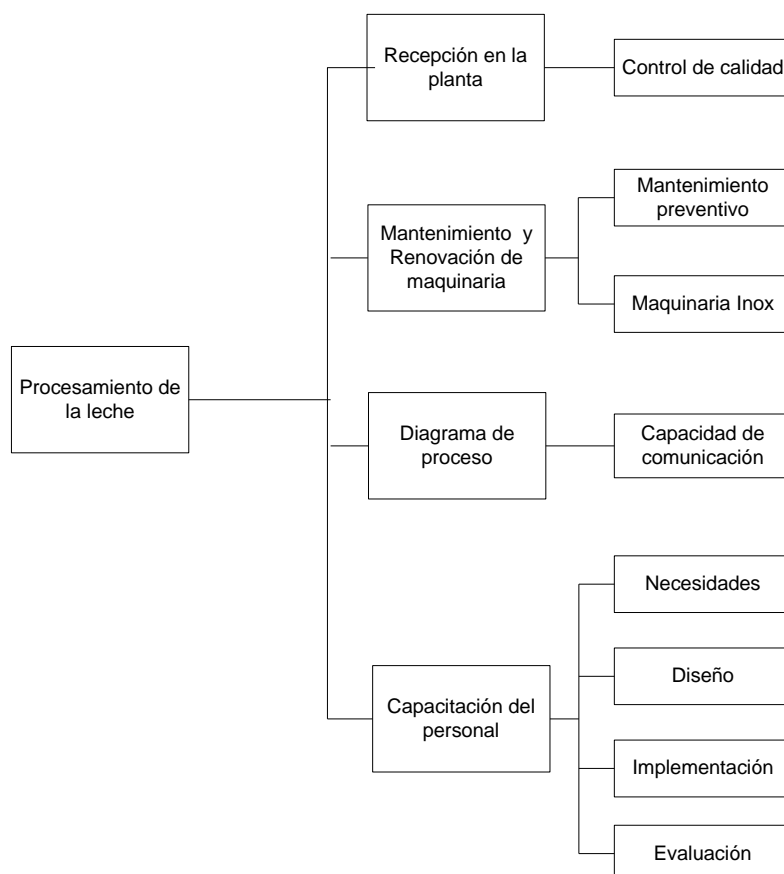 Procesamiento de
la leche
Recepción en la
planta
Control de calidad
Mantenimiento y
Renovación de
maquinaria
Mantenimiento
preventivo
Maquinaria Inox
Diagrama de
proceso
Capacidad de
comunicación
Capacitación del
personal
Necesidades
Diseño
Implementación
Evaluación